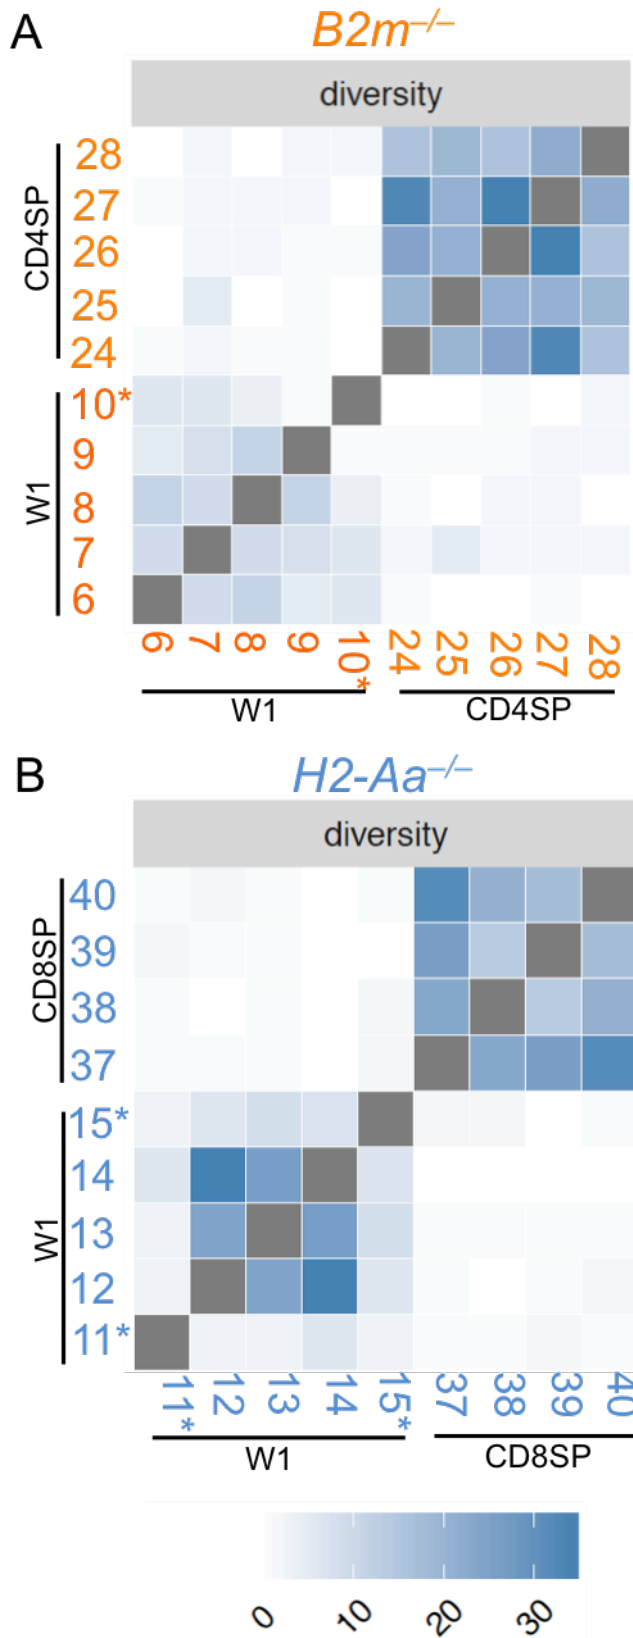 A
B2m–/–
diversity
CD4SP
28
27
26
25
24
W1
10*
9
8
7
6
6 7 8 9 10* 24 25 26 27 28
W1 CD4SP
B
H2-Aa–/–
diversity
CD8SP
40
39
38
37
W1
15*
14
13
12
11*
11* 12 13 14 15* 37 38 39 40
W1 CD8SP
0 10 20 30